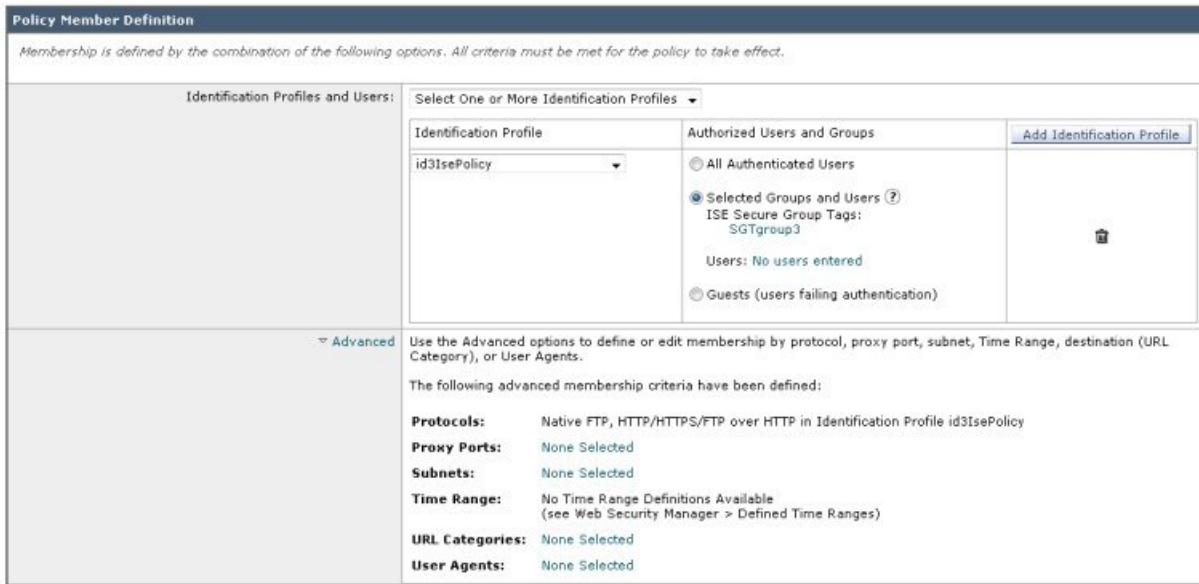 Policy Member Definition
Membership is defined by the combination of the following options. All criteria must be met for the policy to take effect.
Identification Profiles and Users:
Select One or More Identification Profiles
Identification Profile
Authorized Users and Groups
Add Identification Profile
id3IsePolicy
All Authenticated Users
Selected Groups and Users ?
ISE Secure Group Tags:
SGTgroup3
Users: No users entered
Guests (users failing authentication)
Advanced
Use the Advanced options to define or edit membership by protocol, proxy port, subnet, Time Range, destination (URL
Category), or User Agents.
The following advanced membership criteria have been defined:
Protocols: Native FTP, HTTP/HTTPS/FTP over HTTP in Identification Profile id3IsePolicy
Proxy Ports: None Selected
Subnets: None Selected
Time Range: No Time Range Definitions Available
(see Web Security Manager > Defined Time Ranges)
URL Categories: None Selected
User Agents: None Selected